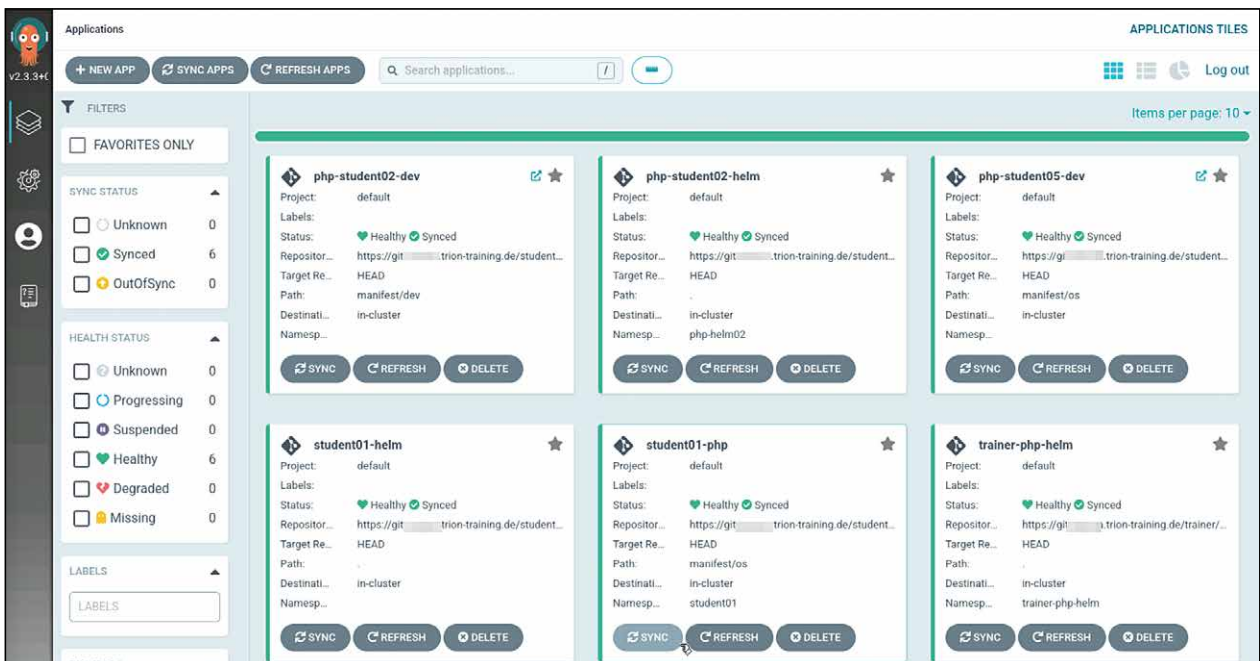 Applications
APPLICATIONS TILES
v2.3.3+
+ NEW APP
SYNC APPS
REFRESH APPS
Search applications...
/
Log out
FILTERS
Items per page: 10
FAVORITES ONLY
SYNC STATUS
Unknown 0
Synced 6
OutOfSync 0
HEALTH STATUS
Unknown 0
Progressing 0
Suspended 0
Healthy 6
Degraded 0
Missing 0
LABELS
LABELS
php-student02-dev
Project: default
Labels:
Status: Healthy Synced
Repositor... https://git .trion-training.de/student...
Target Re... HEAD
Path: manifest/dev
Destinati... in-cluster
Namesp...
SYNC REFRESH DELETE
php-student02-helm
Project: default
Labels:
Status: Healthy Synced
Repositor... https://git .trion-training.de/student...
Target Re... HEAD
Path: .
Destinati... in-cluster
Namesp... php-helm02
SYNC REFRESH DELETE
php-student05-dev
Project: default
Labels:
Status: Healthy Synced
Repositor... https://gi .trion-training.de/student...
Target Re... HEAD
Path: manifest/os
Destinati... in-cluster
Namesp...
SYNC REFRESH DELETE
student01-helm
Project: default
Labels:
Status: Healthy Synced
Repositor... https://git trion-training.de/student...
Target Re... HEAD
Path: .
Destinati... in-cluster
Namesp...
SYNC REFRESH DELETE
student01-php
Project: default
Labels:
Status: Healthy Synced
Repositor... https://git trion-training.de/student...
Target Re... HEAD
Path: manifest/os
Destinati... in-cluster
Namesp... student01
SYNC REFRESH DELETE
trainer-php-helm
Project: default
Labels:
Status: Healthy Synced
Repositor... https://gi .trion-training.de/trainer/...
Target Re... HEAD
Path: .
Destinati... in-cluster
Namesp... trainer-php-helm
SYNC REFRESH DELETE